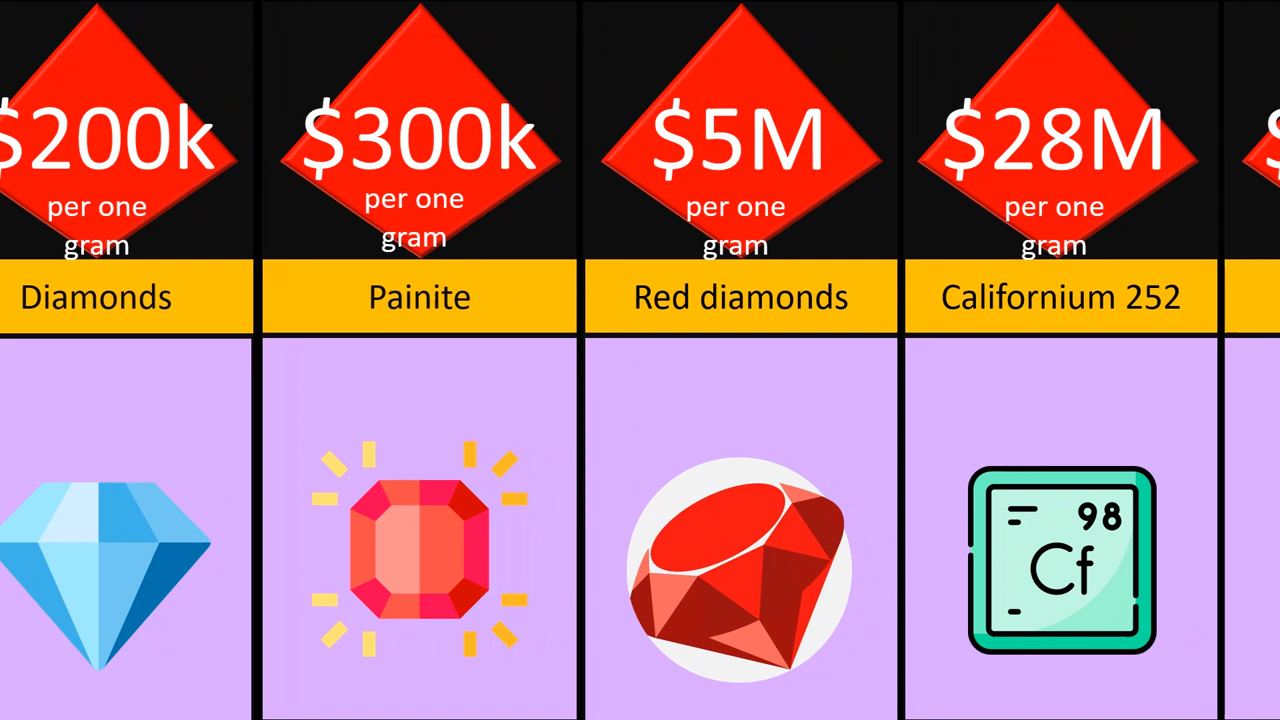 $200k
per one
gram
Diamonds
$300k
per one
gram
Painite
$5M
per one
gram
Red diamonds
$28M
per one
gram
Californium 252
98
Cf
$